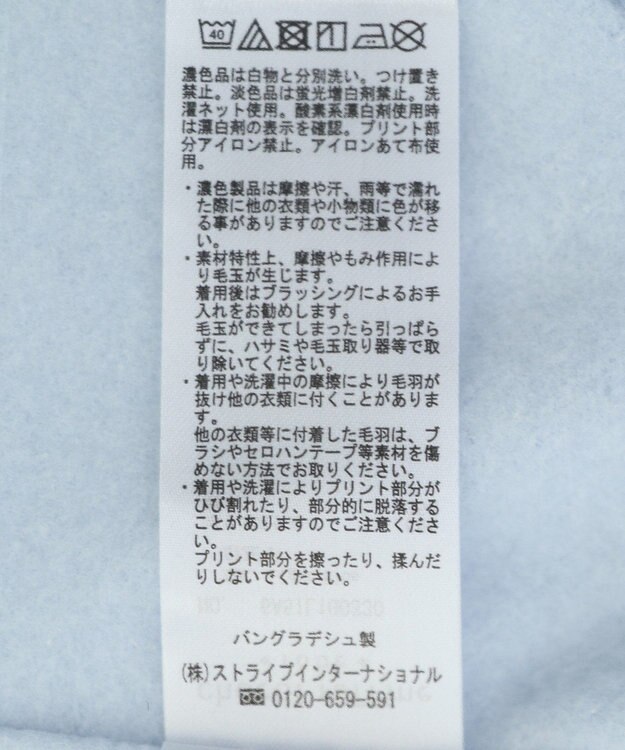 40
濃色品は白物と分別洗い。つけ置き
禁止。淡色品は蛍光増白剤禁止。洗
濯ネット使用。酸素系漂白剤使用時
は漂白剤の表示を確認。プリント部
分アイロン禁止。アイロンあて布使
用。
・濃色製品は摩擦や汗、雨等で濡れ
た際に他の衣類や小物類に色が移
る事がありますのでご注意くださ
い。
・素材特性上、摩擦やもみ作用によ
り毛玉が生じます。
着用後はブラッシングによるお手
入れをお勧めします。
毛玉ができてしまったら引っぱら
ずに、ハサミや毛玉取り器等で取
り除いてください。
・着用や洗濯中の摩擦により毛羽が
抜け他の衣類に付くことがありま
す。
他の衣類等に付着した毛羽は、ブ
ラシやセロハンテープ等素材を傷
めない方法でお取りください。
・着用や洗濯によりプリント部分が
ひび割れたり、部分的に脱落する
ことがありますのでご注意くださ
い。
プリント部分を擦ったり、揉んだ
りしないでください。
バングラデシュ製
(株)ストライプインターナショナル
0120-659-591